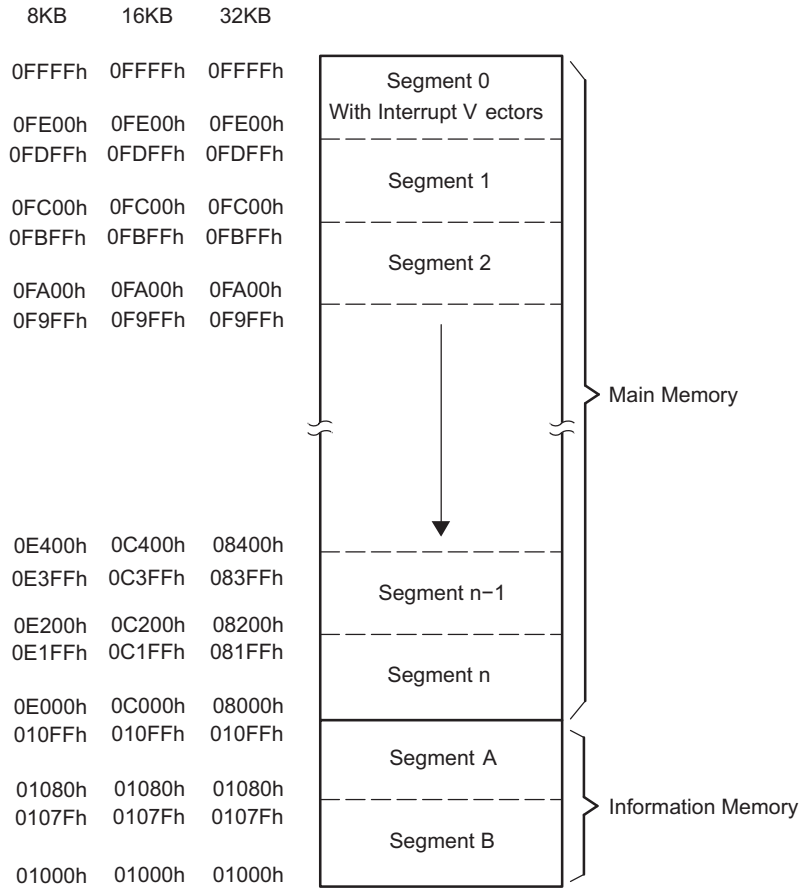 8KB 16KB 32KB
0FFFFh 0FFFFh 0FFFFh
Segment 0
With Interrupt V ectors
0FE00h 0FE00h 0FE00h
0FDFFh 0FDFFh 0FDFFh
Segment 1
0FC00h 0FC00h 0FC00h
0FBFFh 0FBFFh 0FBFFh
Segment 2
0FA00h 0FA00h 0FA00h
0F9FFh 0F9FFh 0F9FFh
Main Memory
0E400h 0C400h 08400h
0E3FFh 0C3FFh 083FFh
Segment n−1
0E200h 0C200h 08200h
0E1FFh 0C1FFh 081FFh
Segment n
0E000h 0C000h 08000h
010FFh 010FFh 010FFh
Segment A
01080h 01080h 01080h
0107Fh 0107Fh 0107Fh
Information Memory
Segment B
01000h 01000h 01000h